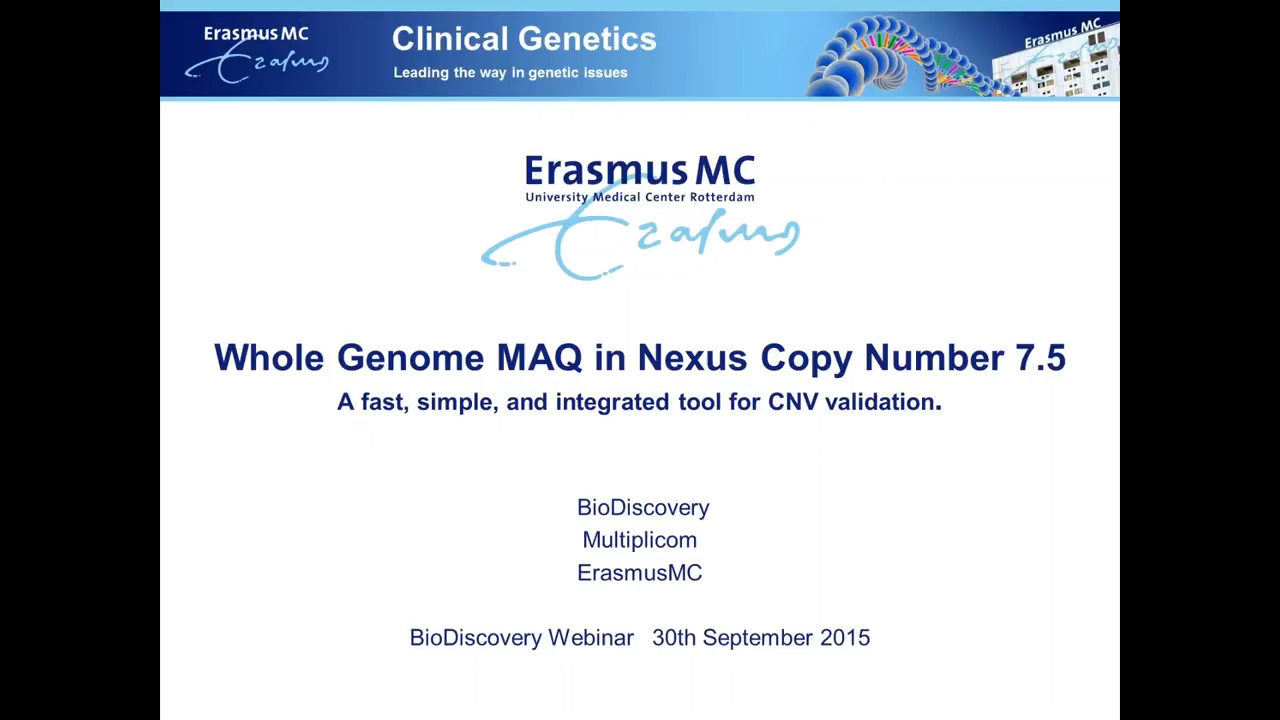 Erasmus MC
Erasmus
Clinical Genetics
Leading the way in genetic issues
Erasmus MC
Erasmus MC
University Medical Center Rotterdam
Erasmus
Whole Genome MAQ in Nexus Copy Number 7.5
A fast, simple, and integrated tool for CNV validation.
BioDiscovery
Multiplicom
ErasmusMC
BioDiscovery Webinar 30th September 2015